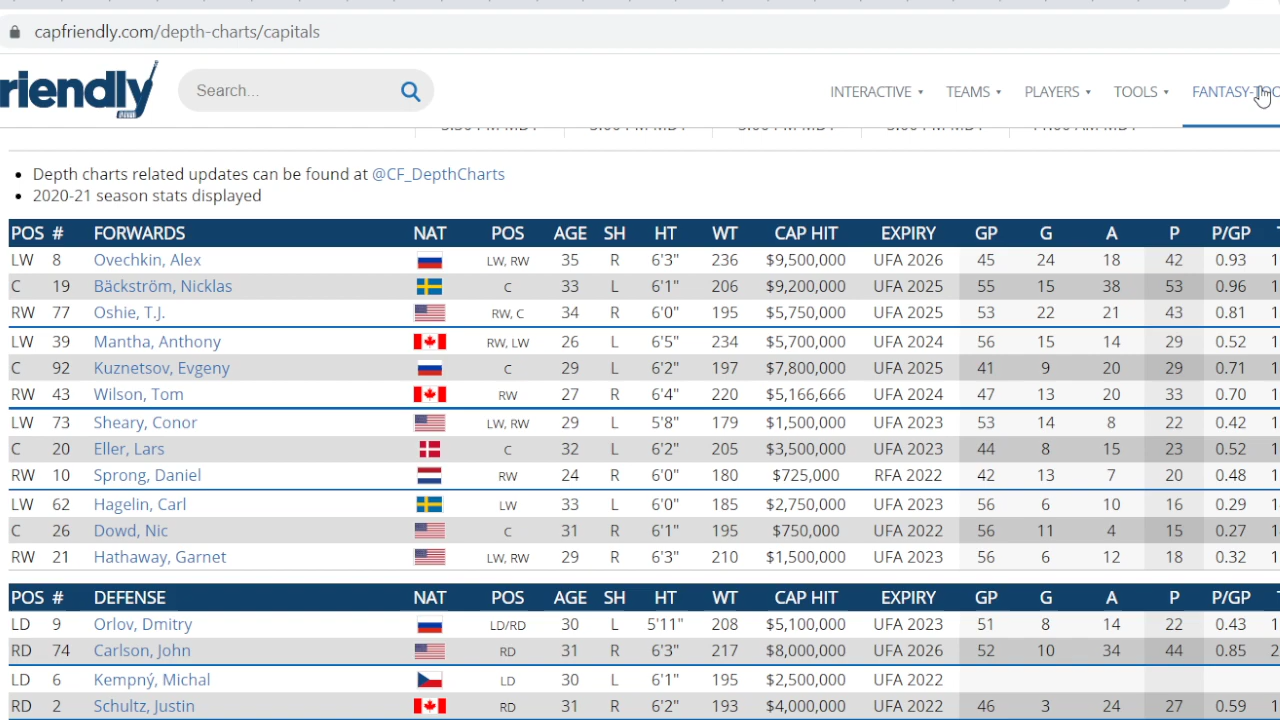 capfriendly.com/depth-charts/capitals
riendly Search... INTERACTIVE TEAMS PLAYERS TOOLS
Depth charts related updates can be found at @CF_DepthCharts
2020-21 season stats displayed
POS # FORWARDS NAT POS AGE SH HT WT CAP HIT EXPIRY GP G A P P/GP
LW 8 Ovechkin, Alex LW, RW 35 R 6'3" 236 $9,500,000 UFA 2026 45 24 18 42 0.93
C 19 Bäckström, Nicklas C 33 L 6'1" 206 $9,200,000 UFA 2025 55 15 38 53 0.96
RW 77 Oshie, T.J. RW, C 34 R 6'0" 195 $5,750,000 UFA 2025 53 22 21 43 0.81
LW 39 Mantha, Anthony RW, LW 26 L 6'5" 234 $5,700,000 UFA 2024 56 15 14 29 0.52
C 92 Kuznetsov, Evgeny C 29 L 6'2" 197 $7,800,000 UFA 2025 41 9 20 29 0.71
RW 43 Wilson, Tom RW 27 R 6'4" 220 $5,166,666 UFA 2024 47 13 20 33 0.70
LW 73 Sheary, Conor LW, RW 29 L 5'8" 179 $1,500,000 UFA 2023 53 14 8 22 0.42
C 20 Eller, Lars C 32 L 6'2" 205 $3,500,000 UFA 2023 44 8 15 23 0.52
RW 10 Sprong, Daniel RW 24 R 6'0" 180 $725,000 RFA 2022 42 13 7 20 0.48
LW 62 Hagelin, Carl LW 33 L 6'0" 185 $2,750,000 UFA 2023 56 6 10 16 0.29
C 26 Dowd, Nic C 31 R 6'1" 195 $750,000 UFA 2022 56 11 4 15 0.27
RW 21 Hathaway, Garnet LW, RW 29 R 6'3" 210 $1,500,000 UFA 2023 56 6 12 18 0.32
POS # DEFENSE NAT POS AGE SH HT WT CAP HIT EXPIRY GP G A P P/GP
LD 9 Orlov, Dmitry LD/RD 30 L 5'11" 208 $5,100,000 UFA 2023 51 8 14 22 0.43
RD 74 Carlson, John RD 31 R 6'3" 217 $8,000,000 UFA 2026 52 10 34 44 0.85
LD 6 Kempný, Michal LD 30 L 6'1" 195 $2,500,000 UFA 2022
RD 2 Schultz, Justin RD 31 R 6'2" 193 $4,000,000 UFA 2022 46 3 24 27 0.59